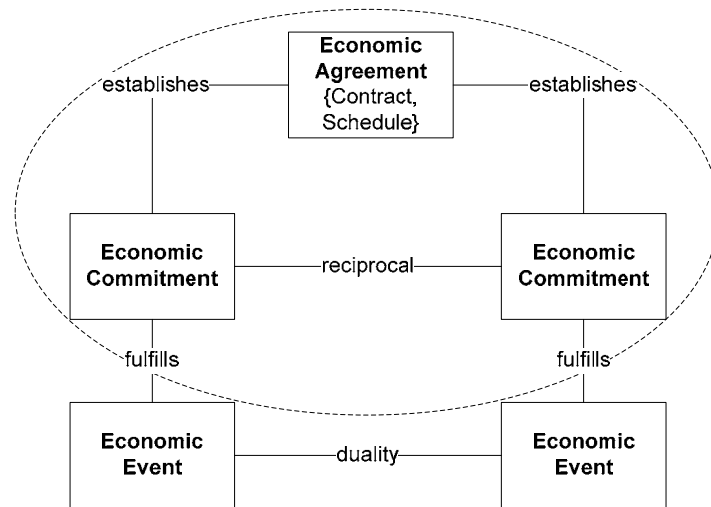 Economic
Agreement
{Contract,
Schedule}
establishes
establishes
Economic
Commitment
reciprocal
Economic
Commitment
fulfills
fulfills
Economic
Event
duality
Economic
Event